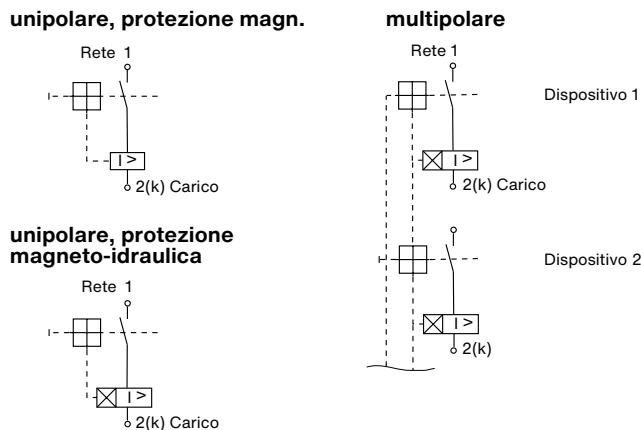 unipolare, protezione magn.
Rete 1
I >
2(k) Carico
unipolare, protezione
magneto-idraulica
Rete 1
I >
2(k) Carico
multipolare
Rete 1
Dispositivo 1
I >
2(k) Carico
Dispositivo 2
I >
2(k)